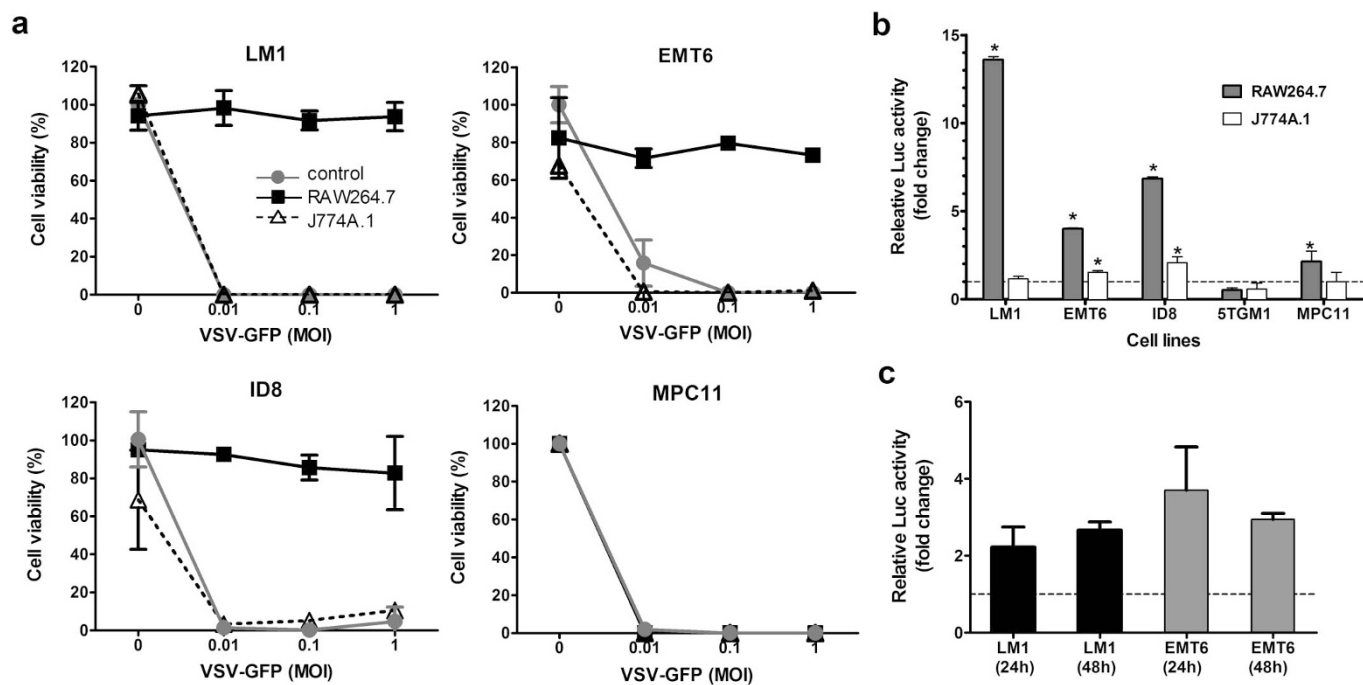 a
LM1
Cell viability (%)
120
100
80
60
40
20
0
control
RAW264.7
J774A.1
0 0.01 0.1 1
VSV-GFP (MOI)
EMT6
Cell viability (%)
120
100
80
60
40
20
0
0 0.01 0.1 1
VSV-GFP (MOI)
ID8
Cell viability (%)
120
100
80
60
40
20
0
0 0.01 0.1 1
VSV-GFP (MOI)
MPC11
Cell viability (%)
120
100
80
60
40
20
0
0 0.01 0.1 1
VSV-GFP (MOI)
b
Releative Luc activity
(fold change)
15
10
5
0
* * * * * *
RAW264.7
J774A.1
LM1 EMT6 ID8 5TGM1 MPC11
Cell lines
c
Relative Luc activity
(fold change)
6
4
2
0
LM1 LM1 EMT6 EMT6
(24h) (48h) (24h) (48h)